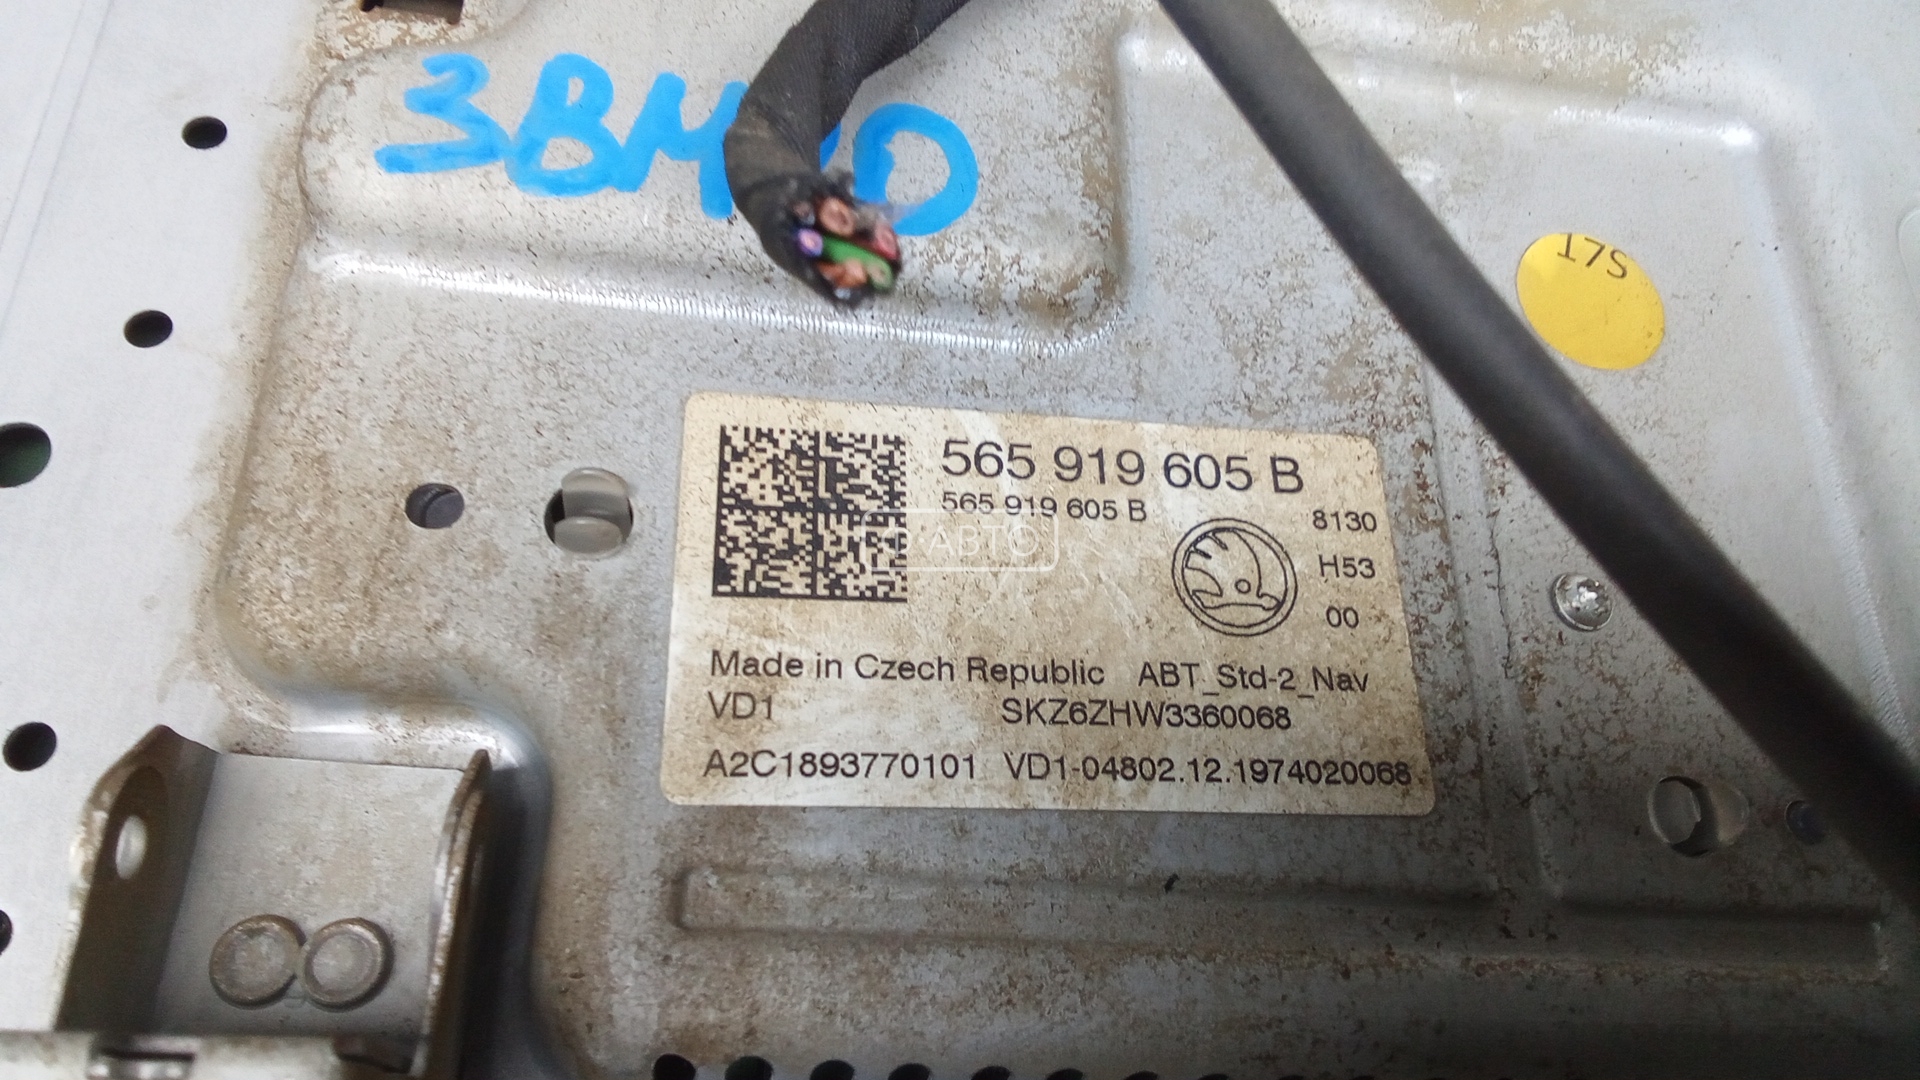 17S
565 919 605 B
565 919 605 B
8130
H53
00
Made in Czech Republic ABT_Std-2_Nav
VD1 SKZ6ZHW3360068
A2C1893770101 VD1-04802.12.1974020068